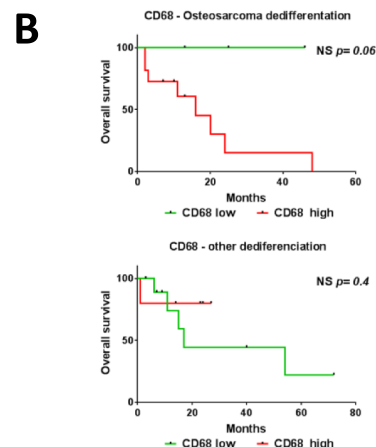 B
CD68 - Osteosarcoma dedifferentation
NS p= 0.06
Overall survival
100
50
0
0 20 40 60
Months
CD68 low CD68 high
CD68 - other dediferenciation
NS p= 0.4
Overall survival
100
50
0
0 20 40 60 80
Months
CD68 low CD68 high